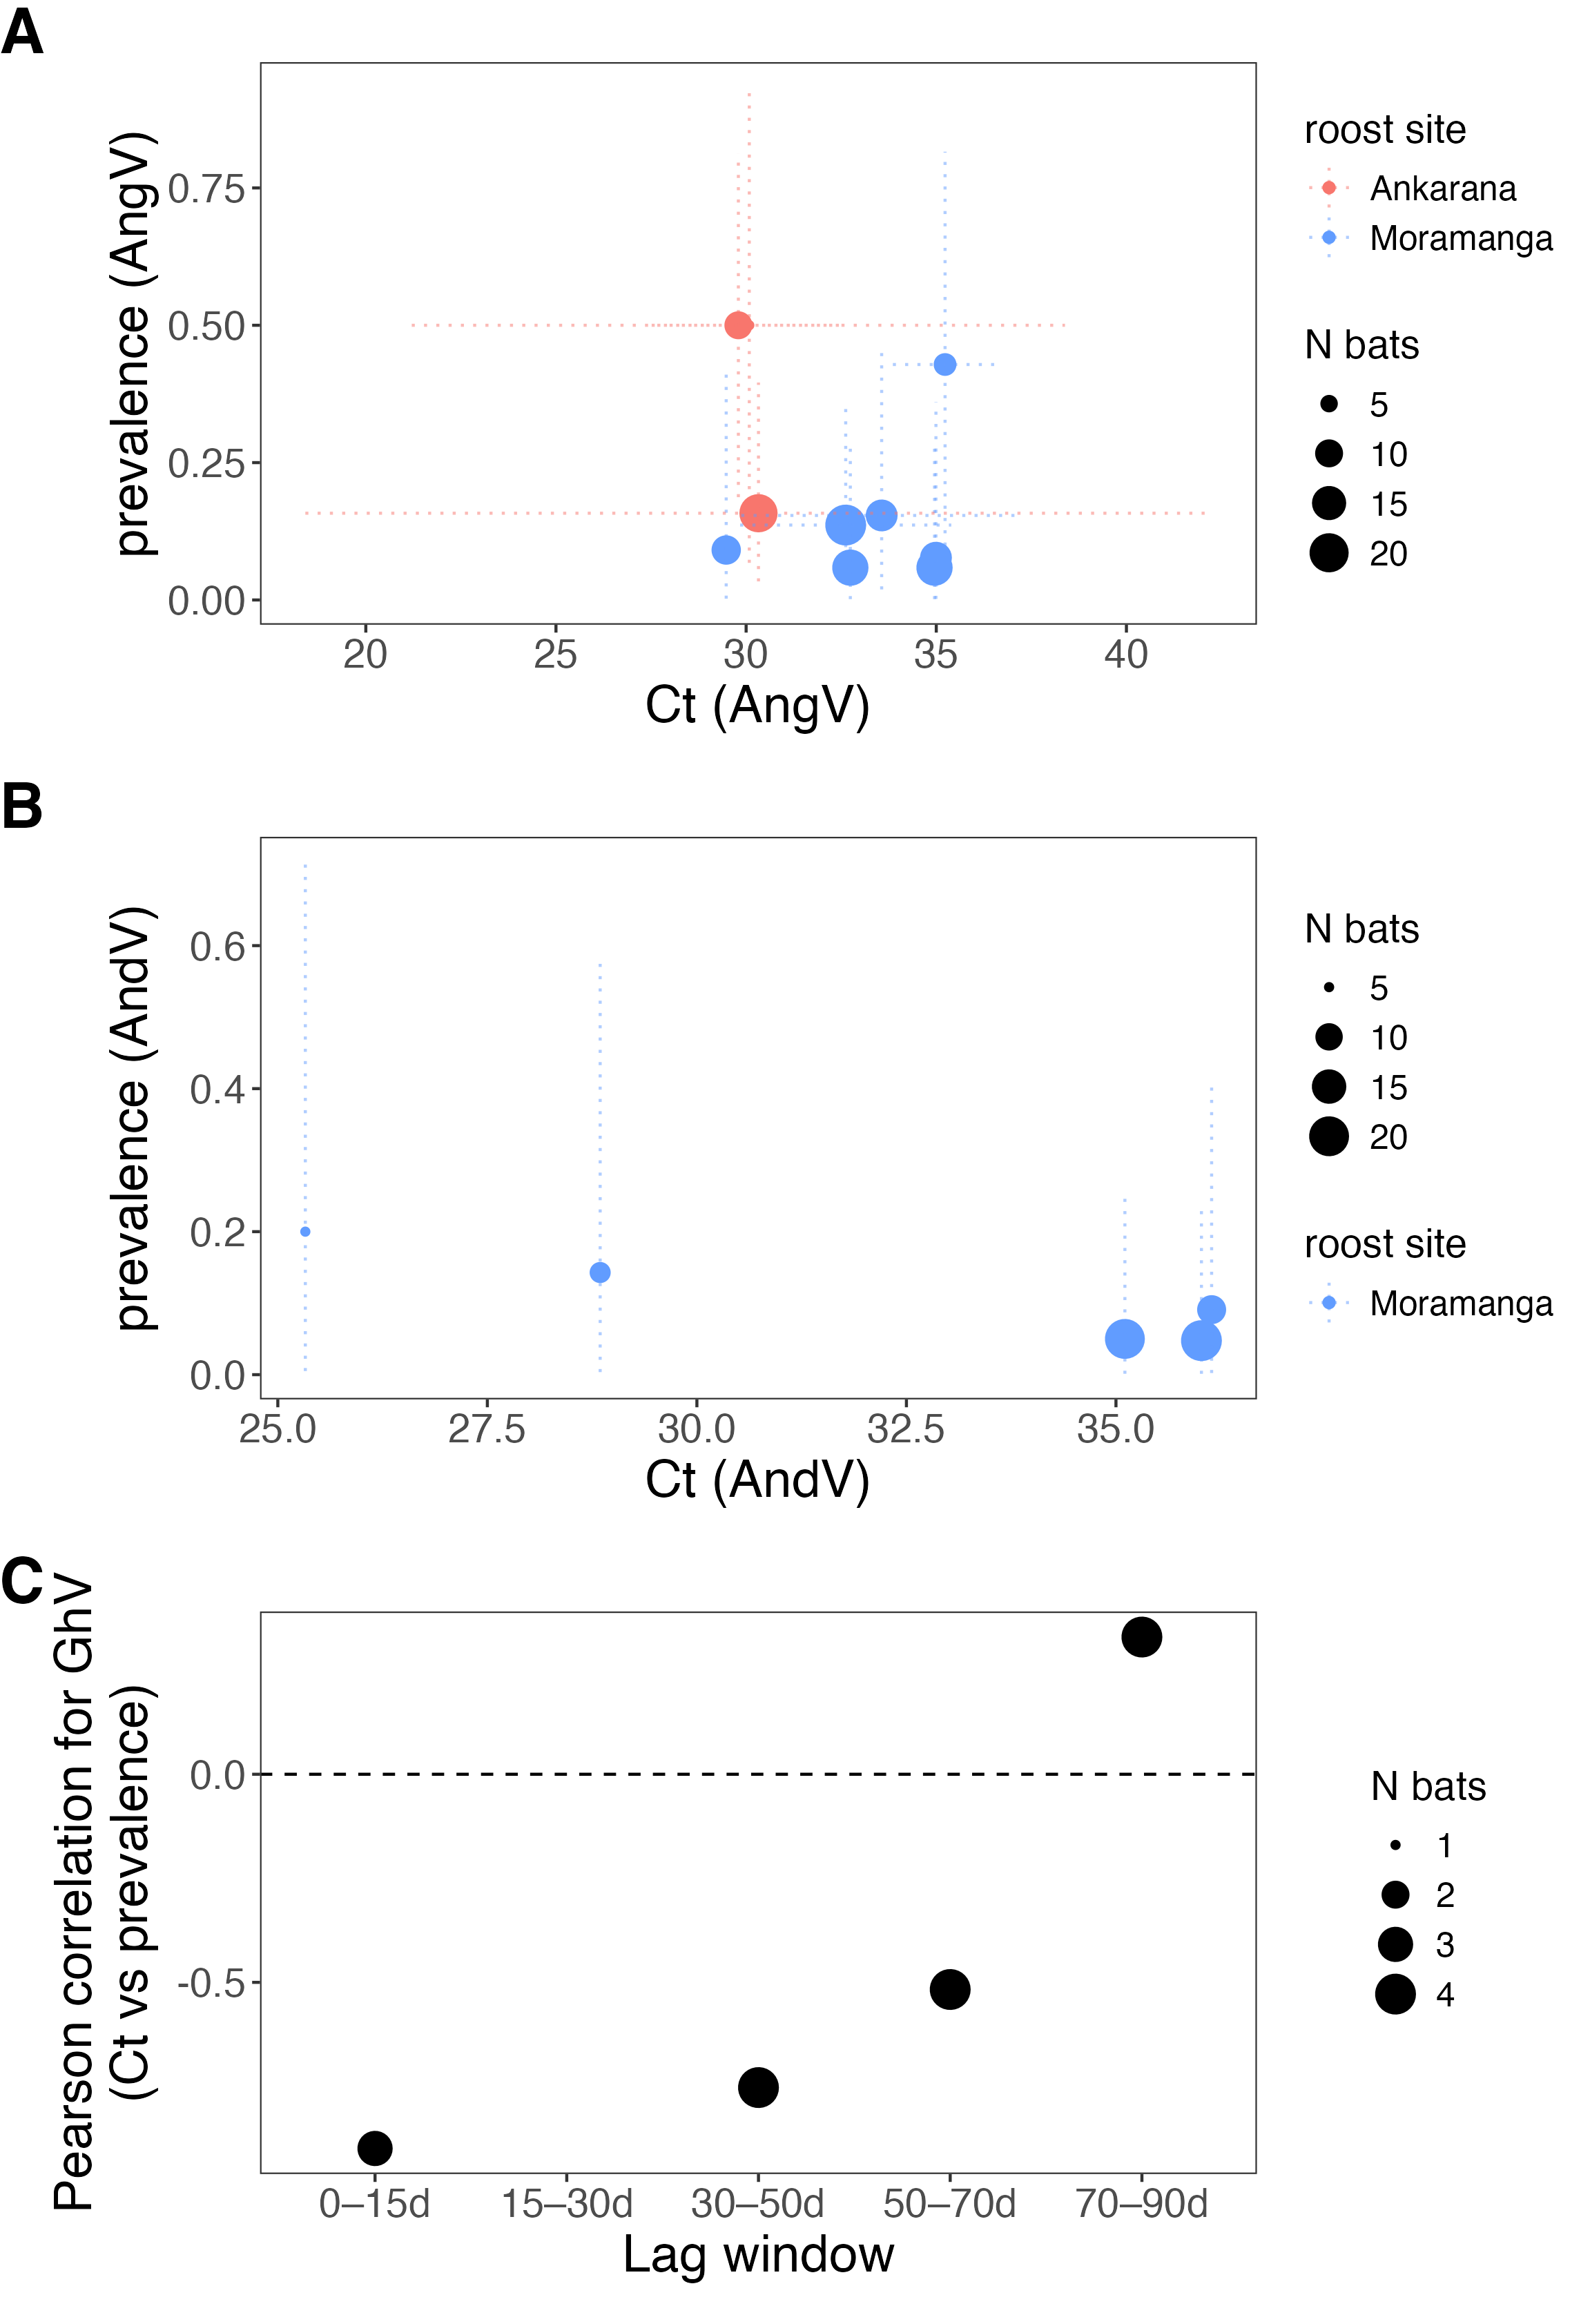 A
prevalence (AngV)
0.75
0.50
0.25
0.00
20 25 30 35 40
Ct (AngV)
roost site
Ankarana
Moramanga
N bats
5
10
15
20
B
prevalence (AndV)
0.6
0.4
0.2
0.0
25.0 27.5 30.0 32.5 35.0
Ct (AndV)
N bats
5
10
15
20
roost site
Moramanga
C
Pearson correlation for GhV
(Ct vs prevalence)
0.0
-0.5
0–15d 15–30d 30–50d 50–70d 70–90d
Lag window
N bats
1
2
3
4